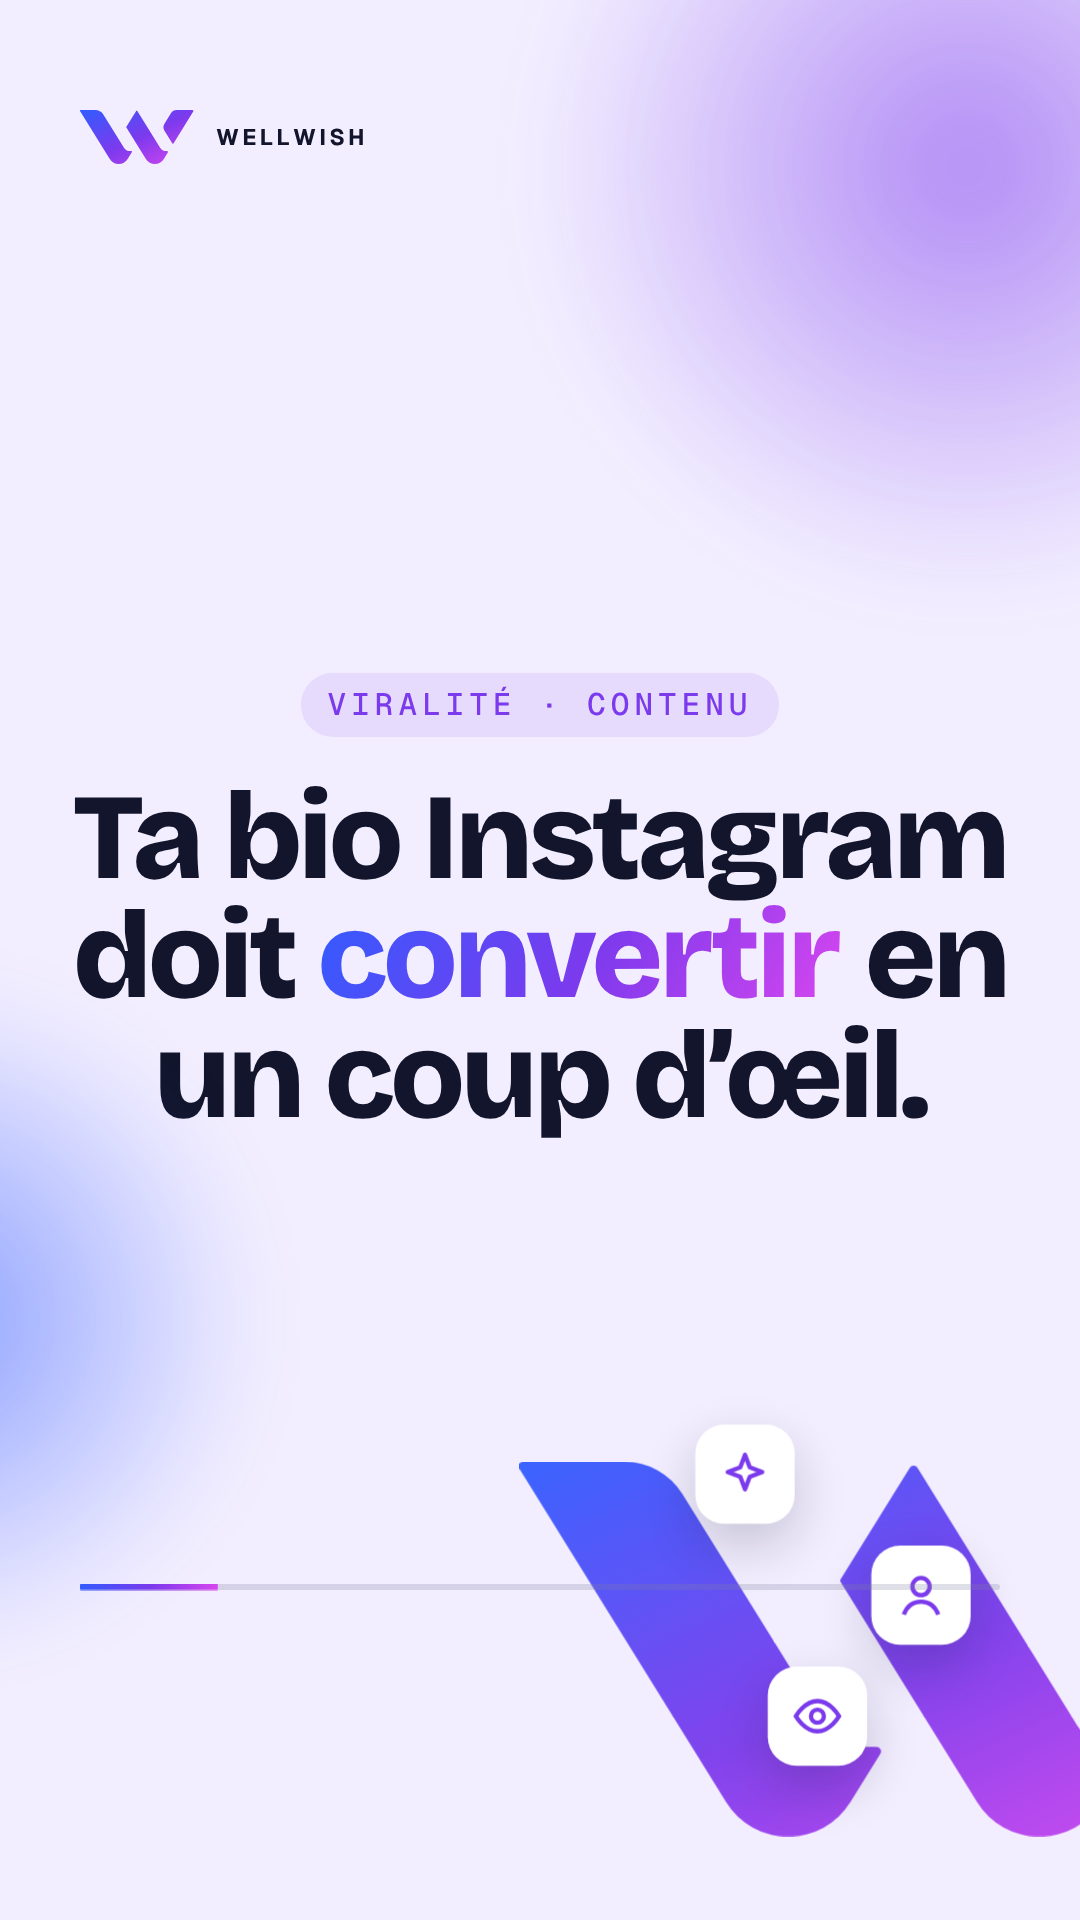 WELLWISH
VIRALITÉ · CONTENU
Ta bio Instagram
doit convertir en
un coup d’œil.